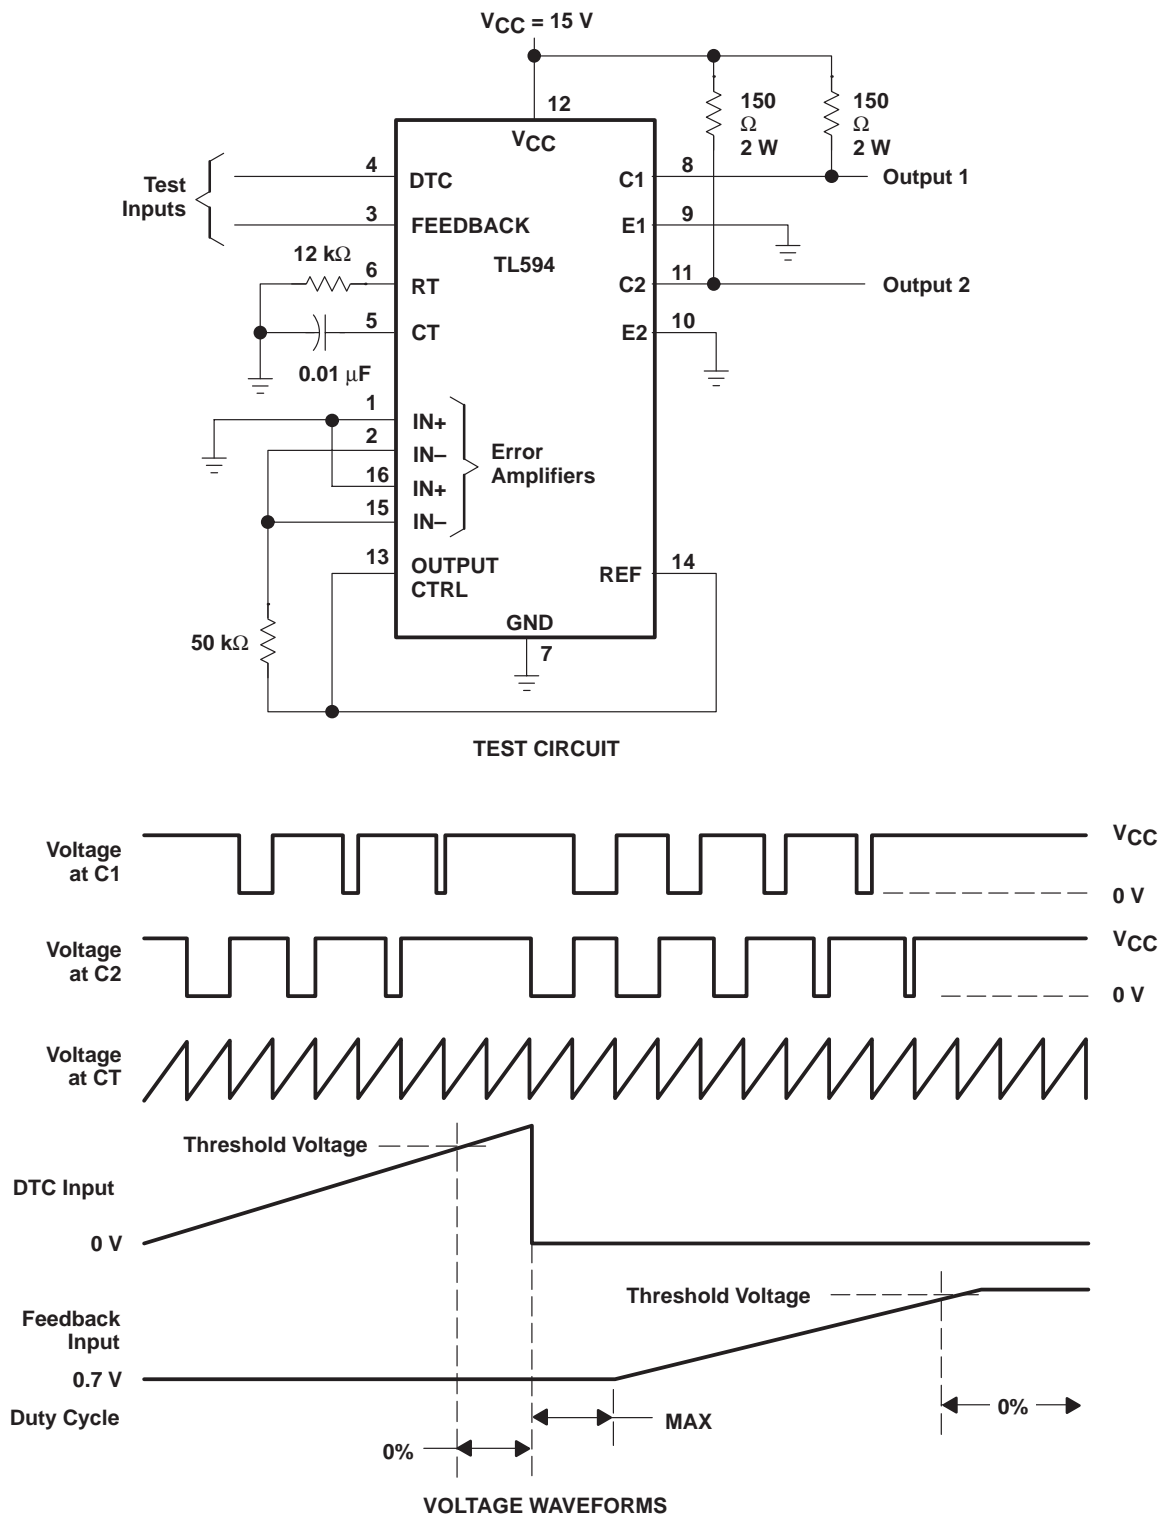 VCC = 15 V
12
150
Ω
2 W
150
Ω
2 W
VCC
Test
Inputs
4
DTC
3
FEEDBACK
12 kΩ
6
RT
5
CT
0.01 μF
TL594
C1
8
Output 1
E1
9
C2
11
Output 2
E2
10
1
IN+
2
IN–
16
IN+
15
IN–
Error
Amplifiers
13
OUTPUT
CTRL
REF
14
GND
7
50 kΩ
TEST CIRCUIT
Voltage
at C1
VCC
0 V
Voltage
at C2
VCC
0 V
Voltage
at CT
Threshold Voltage
DTC Input
0 V
Threshold Voltage
Feedback
Input
0.7 V
Duty Cycle
0%
MAX
0%
VOLTAGE WAVEFORMS